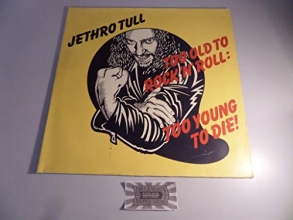 JETHRO TULL
TOO OLD TO
ROCK 'N' ROLL:
TOO YOUNG
TO DIE!